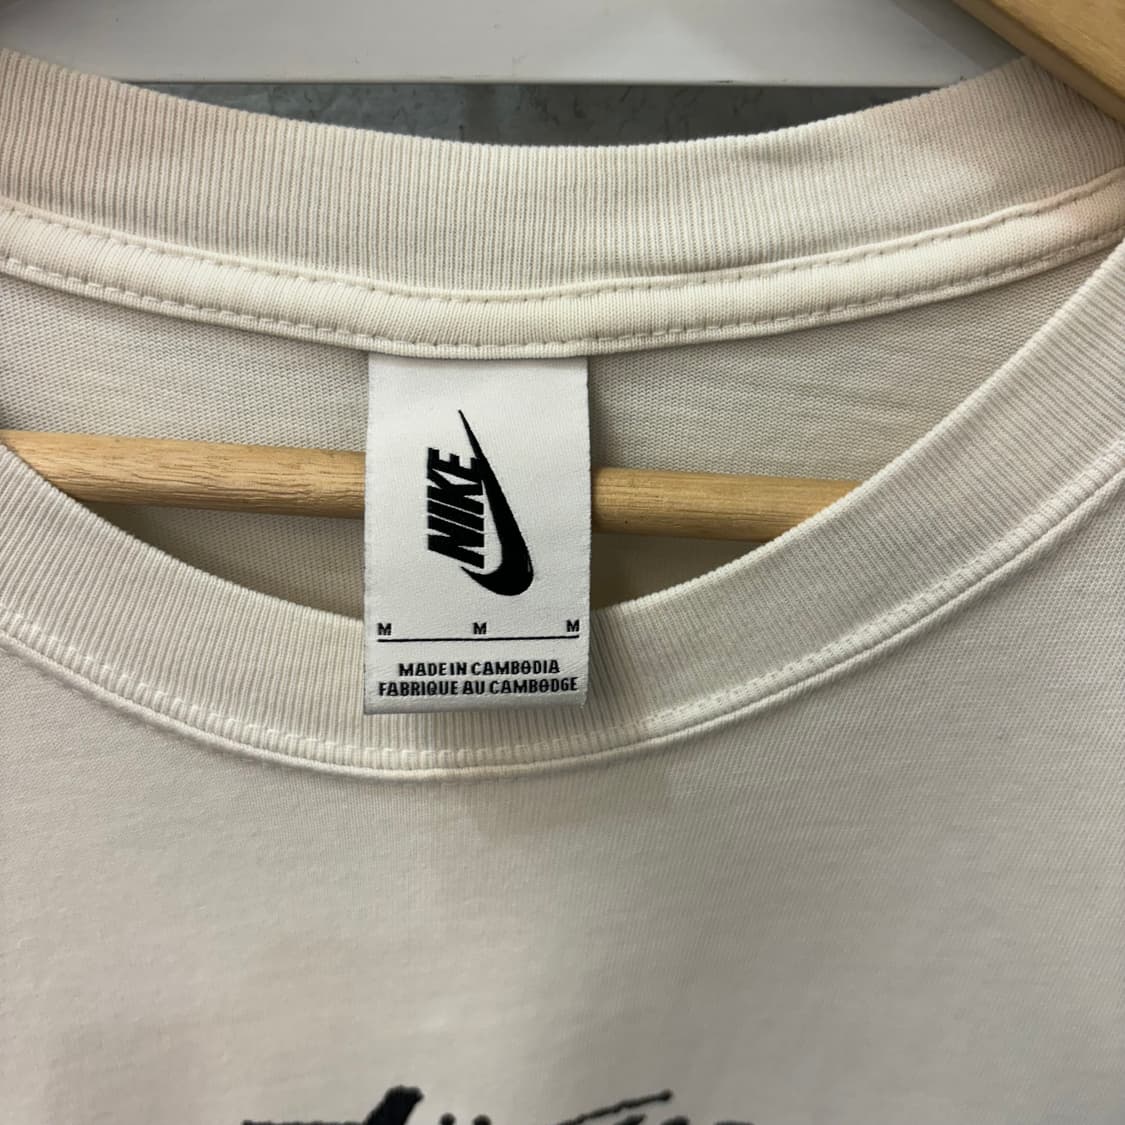 NIKE
M M M
MADE IN CAMBODIA
FABRIQUE AU CAMBODGE